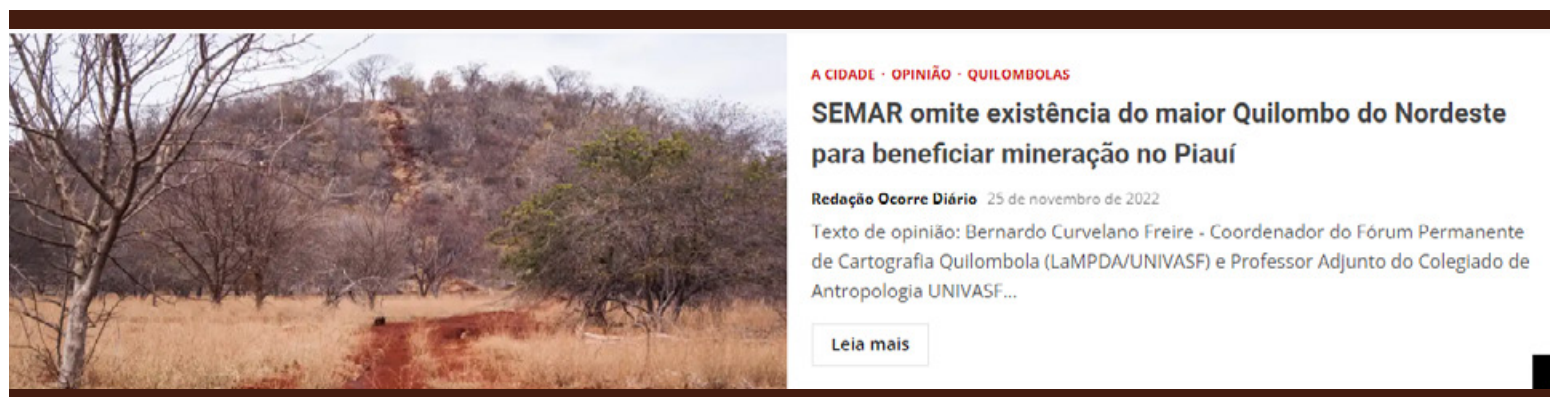 A CIDADE · OPINIÃO · QUILOMBOLAS
SEMAR omite existência do maior Quilombo do Nordeste
para beneficiar mineração no Piauí
Redação Ocorre Diário 25 de novembro de 2022
Texto de opinião: Bernardo Curvelano Freire - Coordenador do Fórum Permanente
de Cartografia Quilombola (LaMPDA/UNIVASF) e Professor Adjunto do Colegiado de
Antropologia UNIVASF...
Leia mais